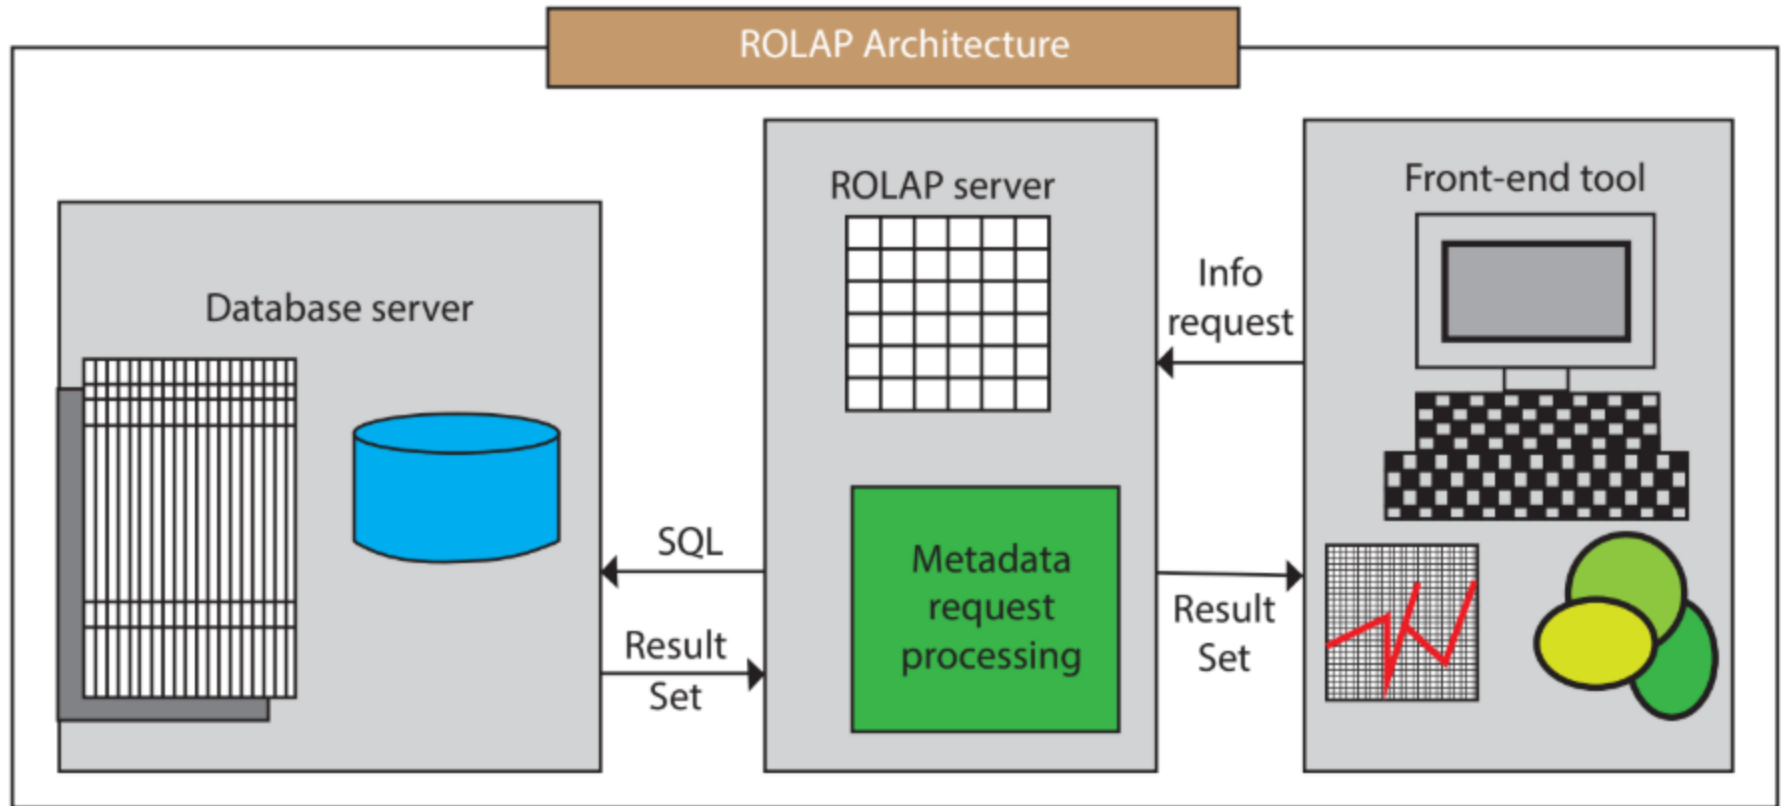 ROLAP Architecture
Database server
SQL
Result
Set
ROLAP server
Metadata
request
processing
Info
request
Result
Set
Front-end tool